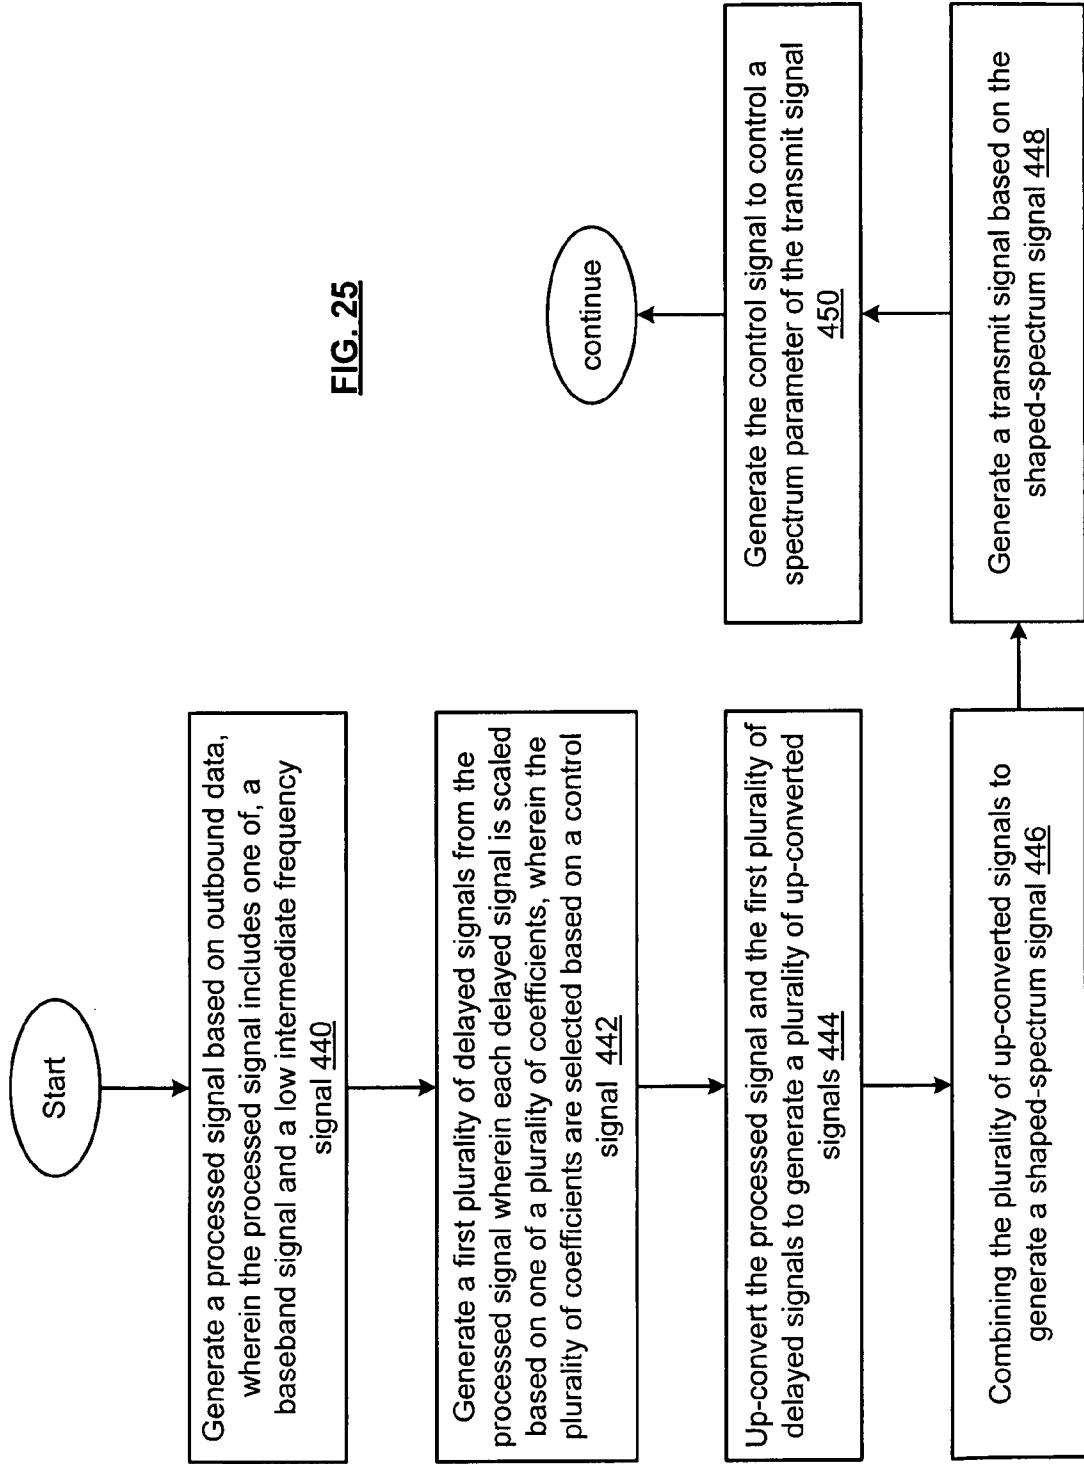 Start
Generate a processed signal based on outbound data,
wherein the processed signal includes one of, a
baseband signal and a low intermediate frequency
signal 440
Generate a first plurality of delayed signals from the
processed signal wherein each delayed signal is scaled
based on one of a plurality of coefficients, wherein the
plurality of coefficients are selected based on a control
signal 442
Up-convert the processed signal and the first plurality of
delayed signals to generate a plurality of up-converted
signals 444
Combining the plurality of up-converted signals to
generate a shaped-spectrum signal 446
Generate a transmit signal based on the
shaped-spectrum signal 448
Generate the control signal to control a
spectrum parameter of the transmit signal
450
continue
FIG. 25